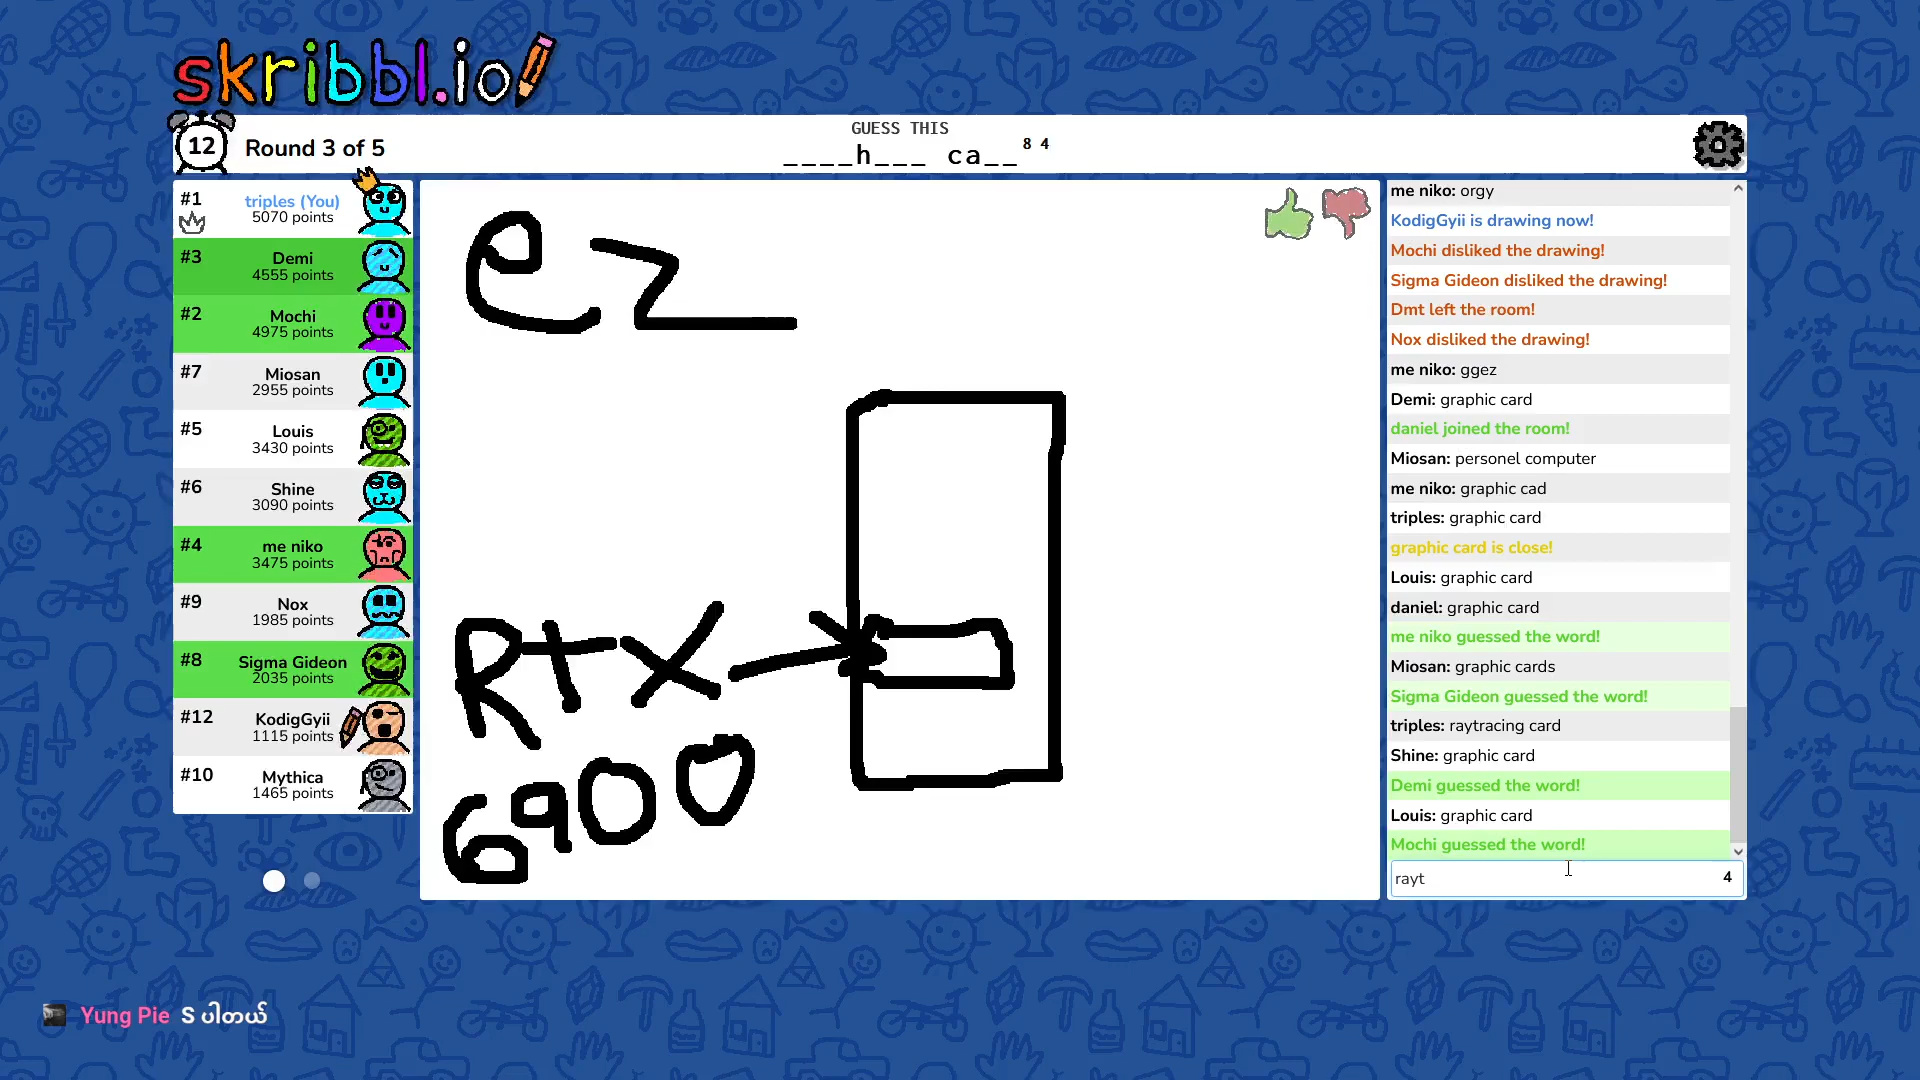 skribbl.io
12
Round 3 of 5
GUESS THIS
____h___ ca__ 8 4
#1 triples (You)
5070 points
#3 Demi
4555 points
#2 Mochi
4975 points
#7 Miosan
2955 points
#5 Louis
3430 points
#6 Shine
3090 points
#4 me niko
3475 points
#9 Nox
1985 points
#8 Sigma Gideon
2035 points
#12 KodigGyii
1115 points
#10 Mythica
1465 points
ez
RTX
6900
me niko: orgy
KodigGyii is drawing now!
Mochi disliked the drawing!
Sigma Gideon disliked the drawing!
Dmt left the room!
Nox disliked the drawing!
me niko: ggez
Demi: graphic card
daniel joined the room!
Miosan: personel computer
me niko: graphic cad
triples: graphic card
graphic card is close!
Louis: graphic card
daniel: graphic card
me niko guessed the word!
Miosan: graphic cards
Sigma Gideon guessed the word!
triples: raytracing card
Shine: graphic card
Demi guessed the word!
Louis: graphic card
Mochi guessed the word!
rayt 4
Yung Pie S ပါတယ်